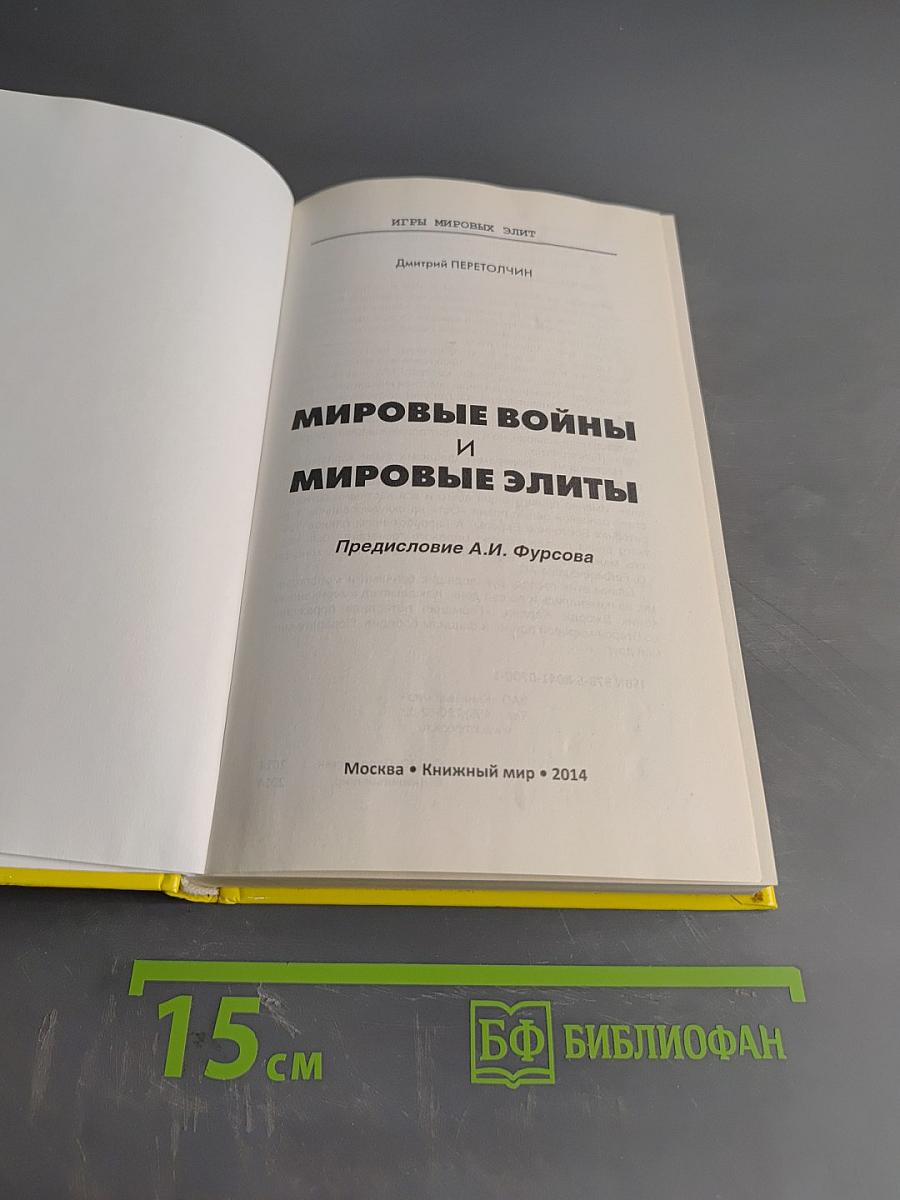 ИГРЫ МИРОВЫХ ЭЛИТ
Дмитрий ПЕРЕТОЛЧИН
МИРОВЫЕ ВОЙНЫ
И
МИРОВЫЕ ЭЛИТЫ
Предисловие А.И. Фурсова
Москва • Книжный мир • 2014
15 см
БФ БИБЛИОФАН